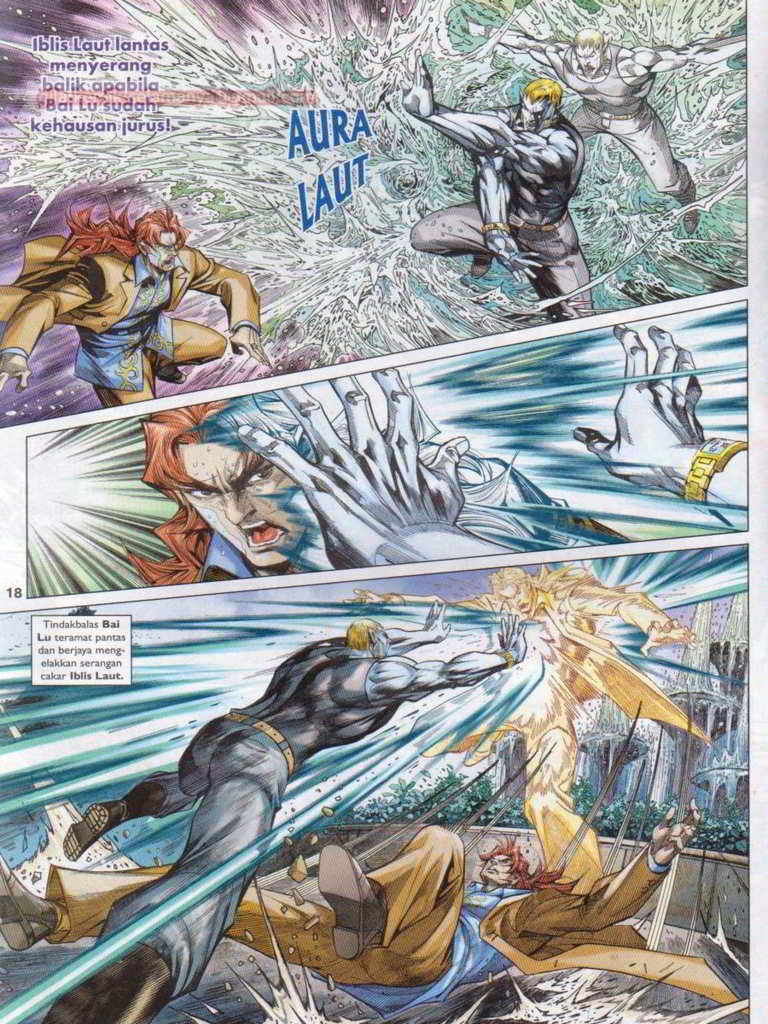 Iblis Laut lantas
menyerang
balik apabila
Bai Lu sudah
kehausan jurus!
AURA
LAUT
18
Tindakbalas Bai
Lu teramat pantas
dan berjaya meng-
elakkan serangan
cakar Iblis Laut.